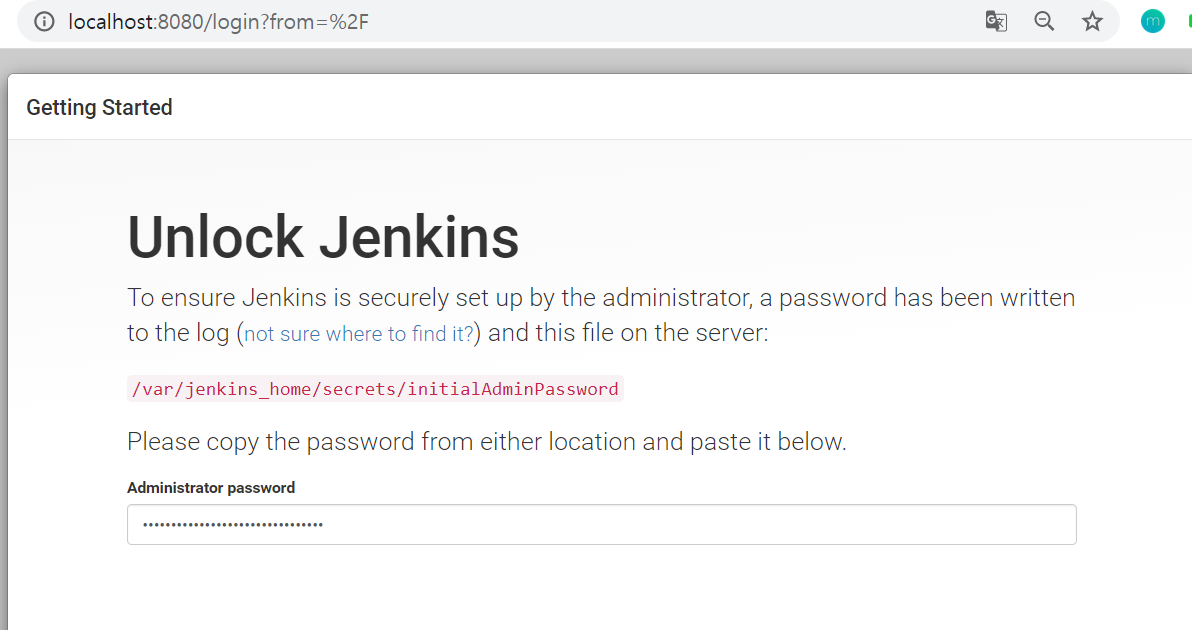 localhost:8080/login?from=%2F
m
Getting Started
Unlock Jenkins
To ensure Jenkins is securely set up by the administrator, a password has been written
to the log (not sure where to find it?) and this file on the server:
/var/jenkins_home/secrets/initialAdminPassword
Please copy the password from either location and paste it below.
Administrator password